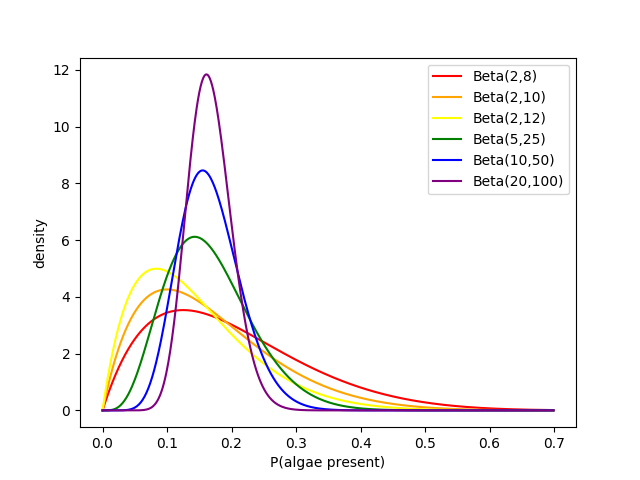 12
10
8
6
4
2
0
density
0.0 0.1 0.2 0.3 0.4 0.5 0.6 0.7
P(algae present)
Beta(2,8)
Beta(2,10)
Beta(2,12)
Beta(5,25)
Beta(10,50)
Beta(20,100)